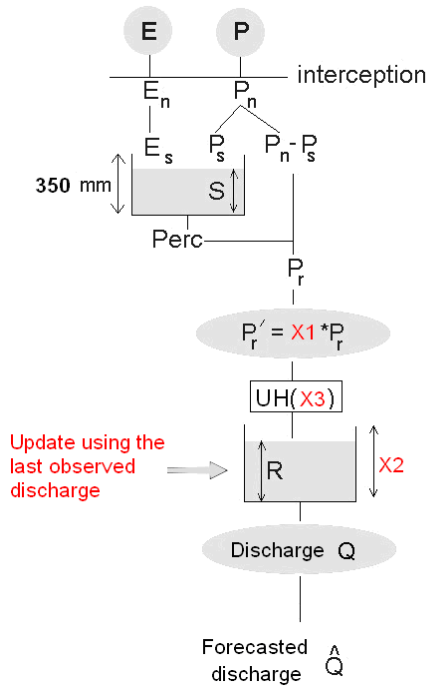 E P
interception
Eₙ Pₙ
Eₛ Pₛ Pₙ-Pₛ
350 mm S
Perc
Pᵣ
Pᵣ′ = X1 *Pᵣ
UH(X3)
Update using the
last observed
discharge
R X2
Discharge Q
Forecasted
discharge Q̂